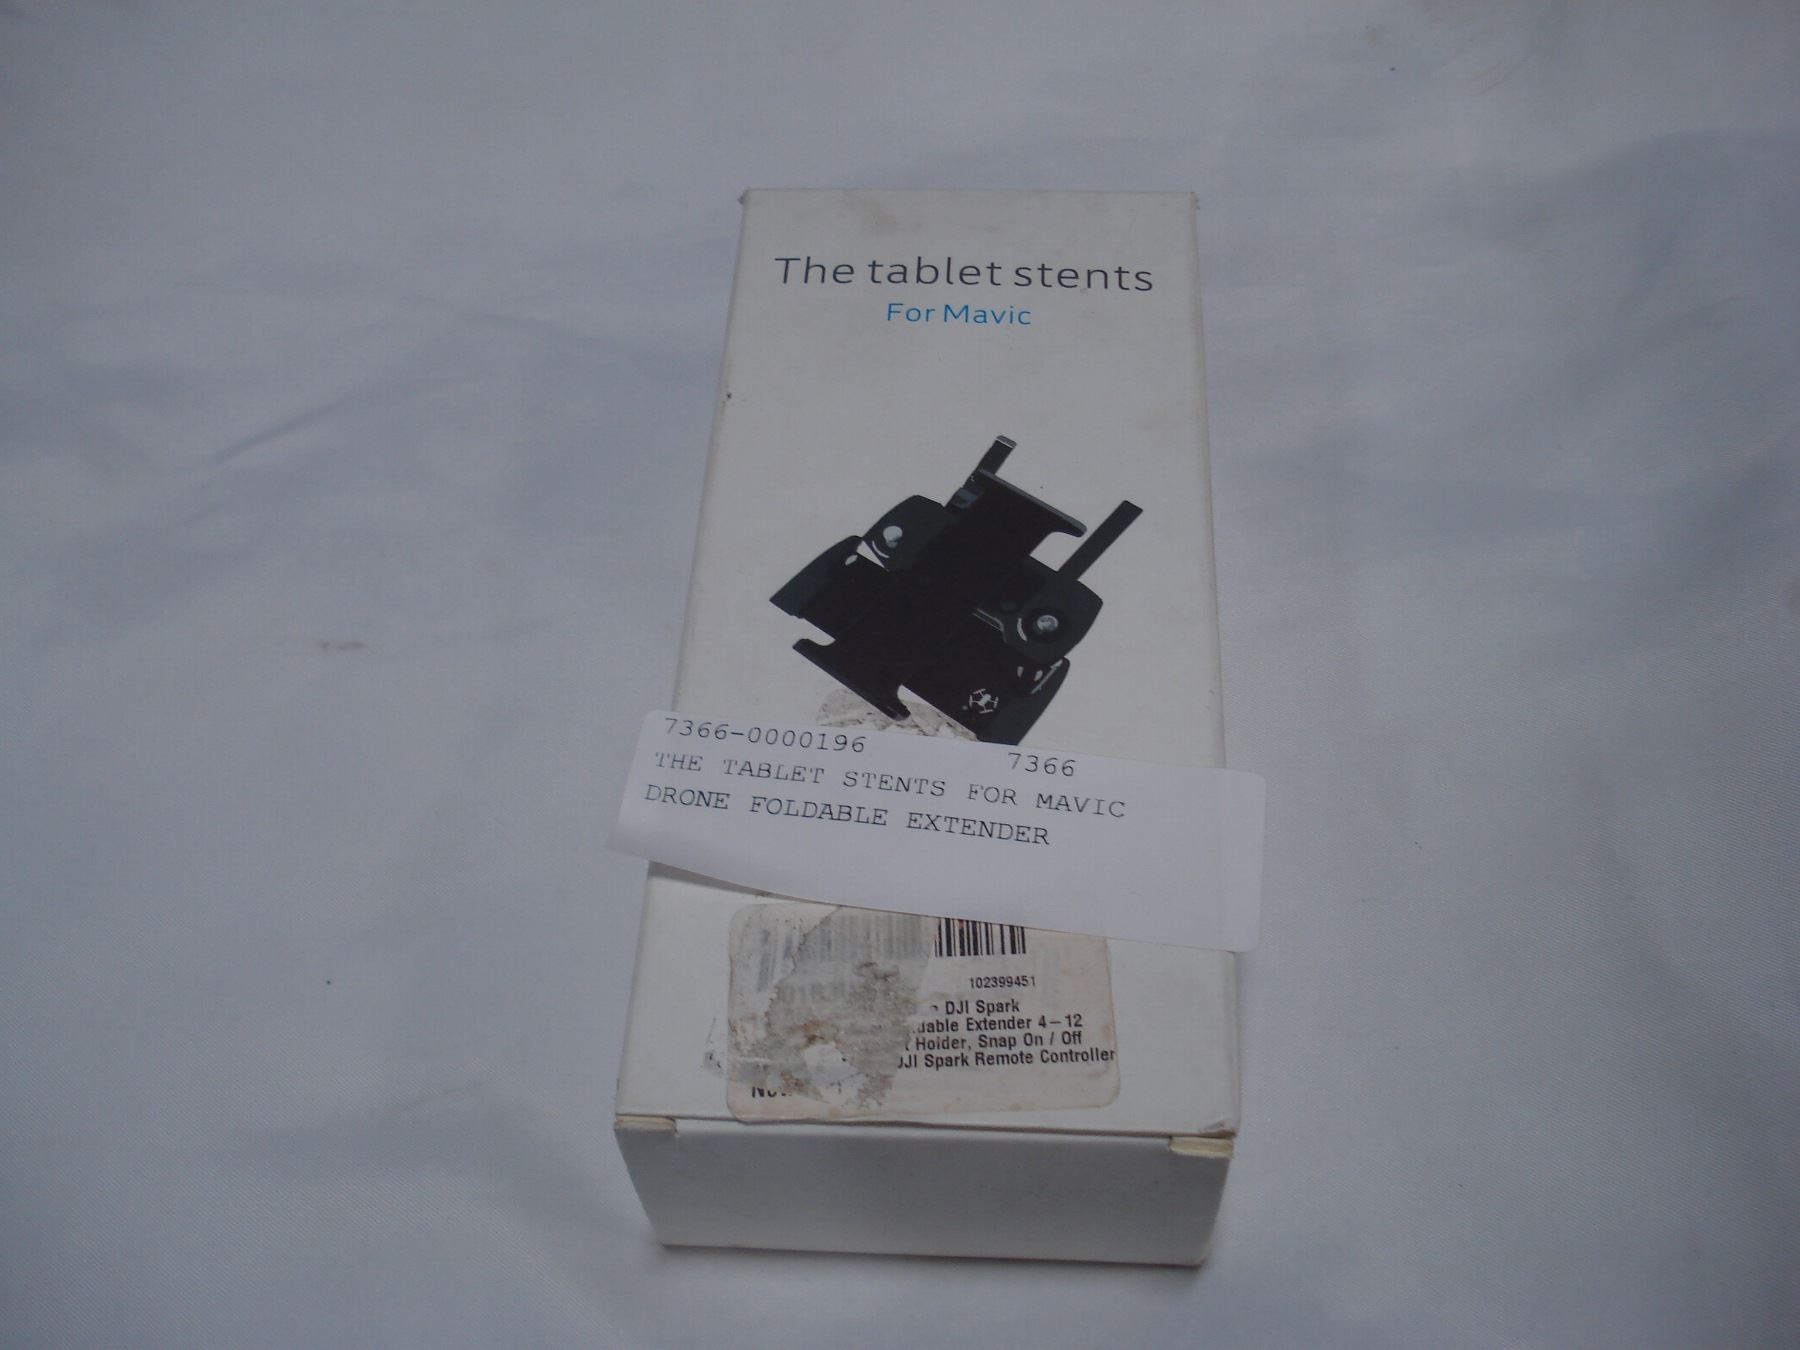 The tablet stents
For Mavic
7366-0000196 7366
THE TABLET STENTS FOR MAVIC
DRONE FOLDABLE EXTENDER
102399451
DJI Spark
Extender 4-12
Holder, Snap On / Off
Spark Remote Controller